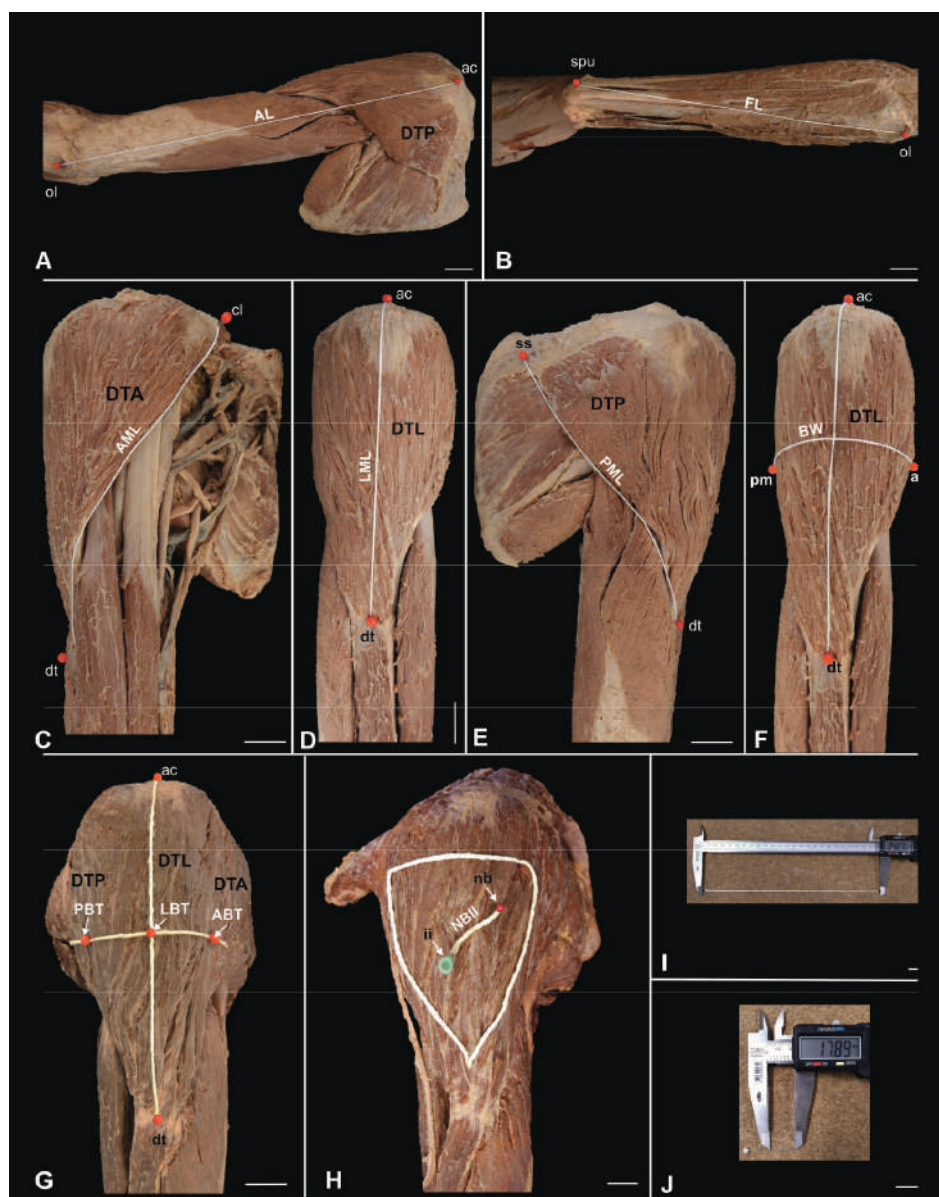 ac
AL
DTP
ol
A
spu
FL
ol
B
cl
DTA
AML
dt
C
ac
DTL
LML
dt
D
ss
DTP
PML
dt
E
ac
DTL
BW
pm
a
dt
F
ac
DTP
DTL
DTA
PBT
LBT
ABT
dt
G
nb
NBII
ii
H
I
17.89
J